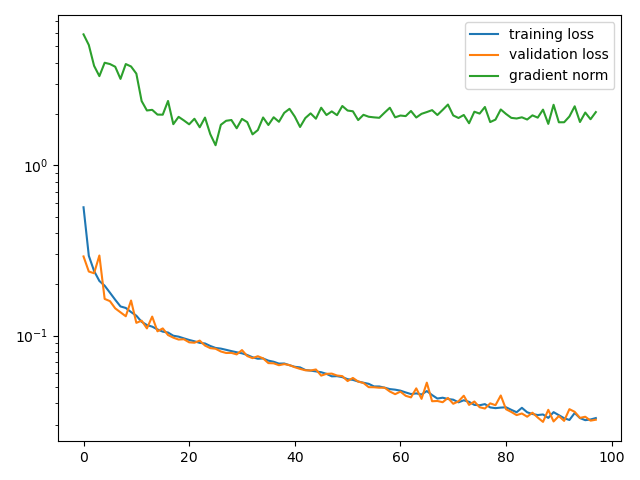 training loss
validation loss
gradient norm
10⁰
10⁻¹
0 20 40 60 80 100